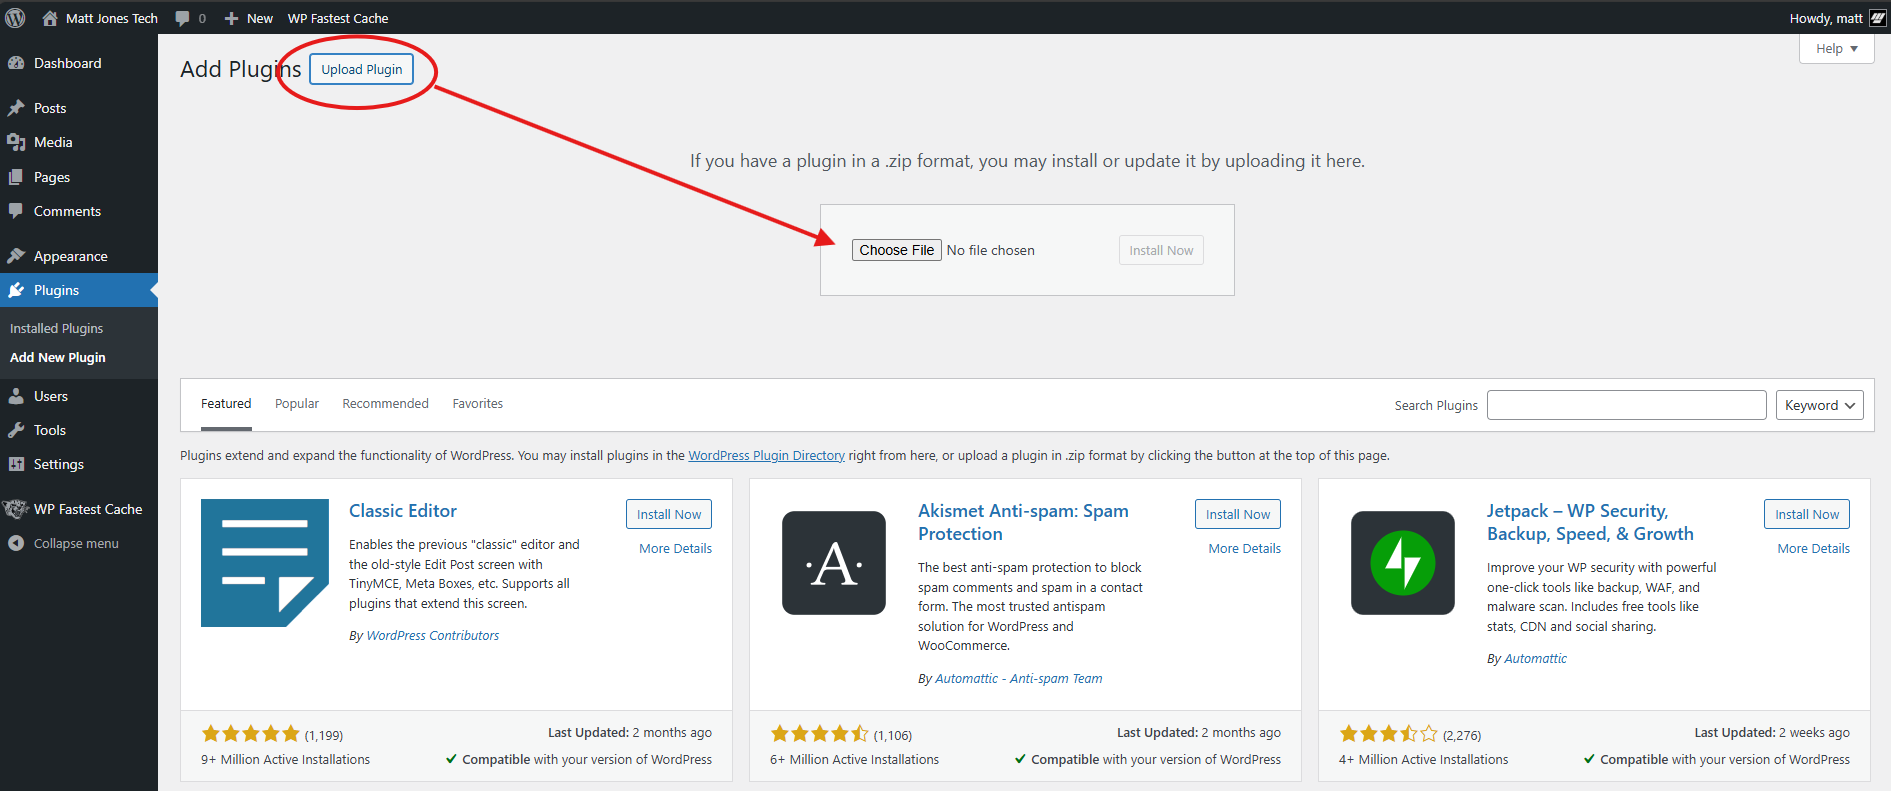 Matt Jones Tech 0 New WP Fastest Cache Howdy, matt
Help
Dashboard
Posts
Media
Pages
Comments
Appearance
Plugins
Installed Plugins
Add New Plugin
Users
Tools
Settings
WP Fastest Cache
Collapse menu
Add Plugins Upload Plugin
If you have a plugin in a .zip format, you may install or update it by uploading it here.
Choose File No file chosen Install Now
Featured Popular Recommended Favorites Search Plugins Keyword
Plugins extend and expand the functionality of WordPress. You may install plugins in the WordPress Plugin Directory right from here, or upload a plugin in .zip format by clicking the button at the top of this page.
Classic Editor
Install Now
More Details
Enables the previous "classic" editor and
the old-style Edit Post screen with
TinyMCE, Meta Boxes, etc. Supports all
plugins that extend this screen.
By WordPress Contributors
(1,199)
Last Updated: 2 months ago
9+ Million Active Installations
Compatible with your version of WordPress
·A·
Akismet Anti-spam: Spam
Protection
Install Now
More Details
The best anti-spam protection to block
spam comments and spam in a contact
form. The most trusted antispam
solution for WordPress and
WooCommerce.
By Automattic - Anti-spam Team
(1,106)
Last Updated: 2 months ago
6+ Million Active Installations
Compatible with your version of WordPress
Jetpack – WP Security,
Backup, Speed, & Growth
Install Now
More Details
Improve your WP security with powerful
one-click tools like backup, WAF, and
malware scan. Includes free tools like
stats, CDN and social sharing.
By Automattic
(2,276)
Last Updated: 2 weeks ago
4+ Million Active Installations
Compatible with your version of WordPress